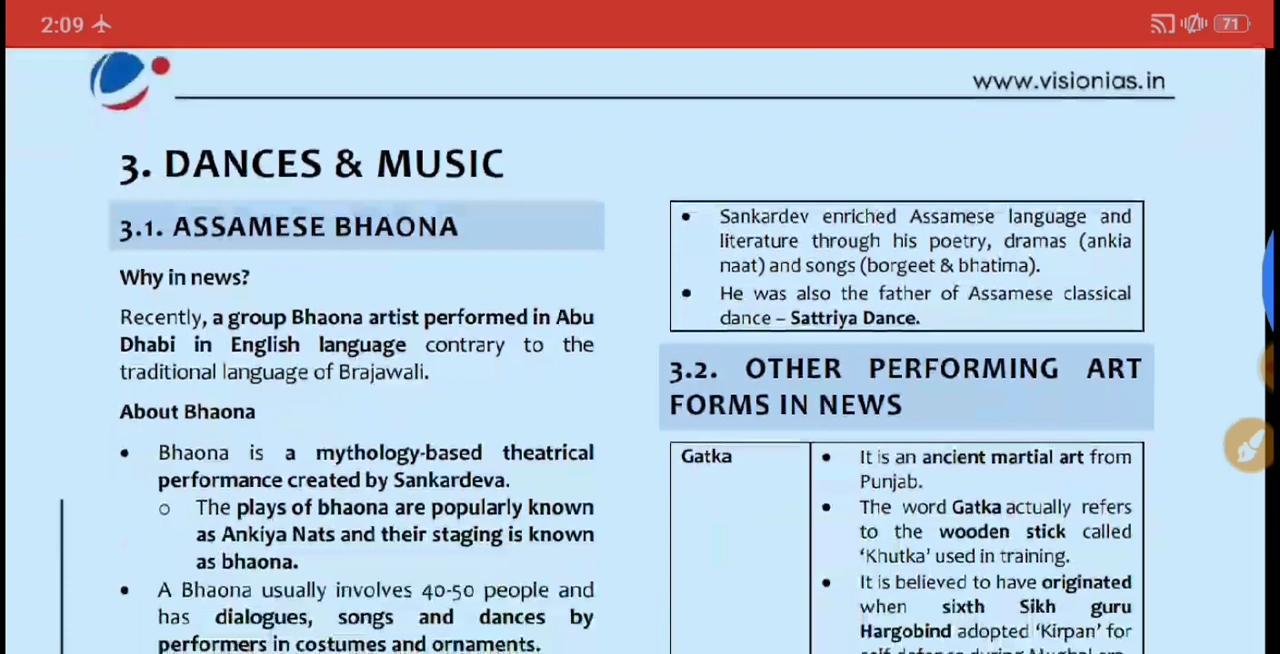 2:09
71
www.visionias.in
3. DANCES & MUSIC
3.1. ASSAMESE BHAONA
Why in news?
Recently, a group Bhaona artist performed in Abu
Dhabi in English language contrary to the
traditional language of Brajawali.
About Bhaona
• Bhaona is a mythology-based theatrical
performance created by Sankardeva.
o The plays of bhaona are popularly known
as Ankiya Nats and their staging is known
as bhaona.
• A Bhaona usually involves 40-50 people and
has dialogues, songs and dances by
performers in costumes and ornaments.
• Sankardev enriched Assamese language and
literature through his poetry, dramas (ankia
naat) and songs (borgeet & bhatima).
• He was also the father of Assamese classical
dance – Sattriya Dance.
3.2. OTHER PERFORMING ART
FORMS IN NEWS
Gatka
• It is an ancient martial art from
Punjab.
• The word Gatka actually refers
to the wooden stick called
‘Khutka’ used in training.
• It is believed to have originated
when sixth Sikh guru
Hargobind adopted ‘Kirpan’ for